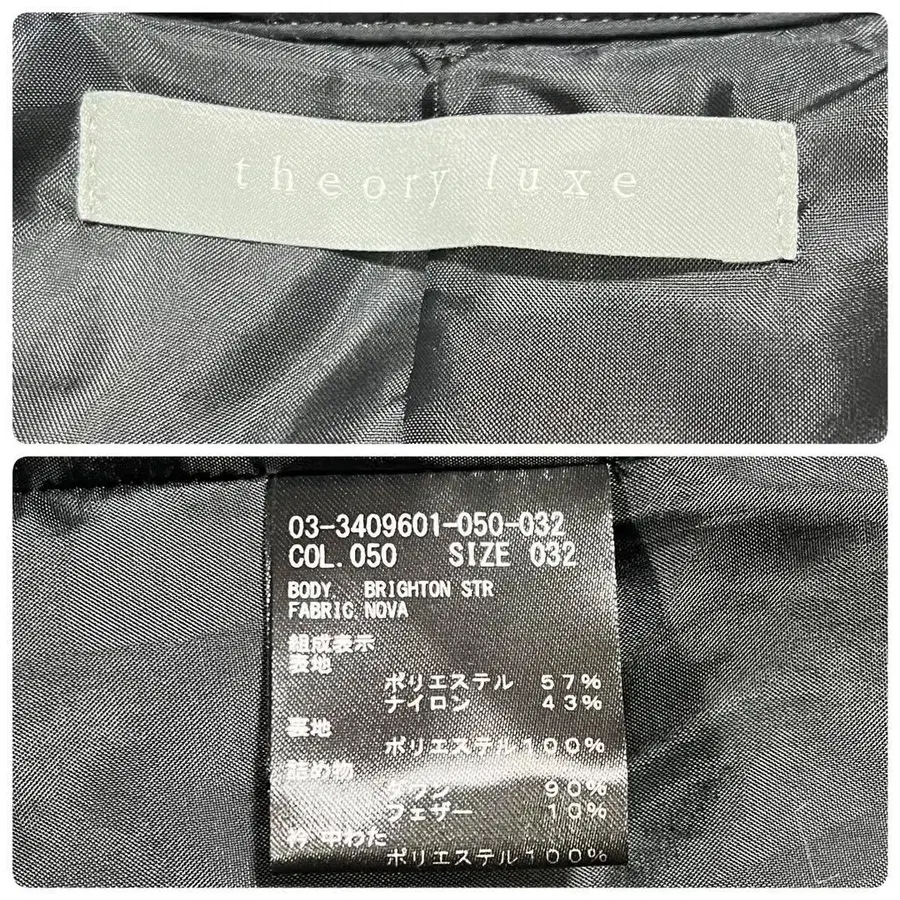 theory luxe
03-3409601-050-032
COL.050 SIZE 032
BODY. BRIGHTON STR
FABRIC.NOVA
組成表示
表地
ポリエステル 57%
ナイロン 43%
裏地
ポリエステル100%
詰め物
ダウン 90%
フェザー 10%
衿 中わた
ポリエステル100%